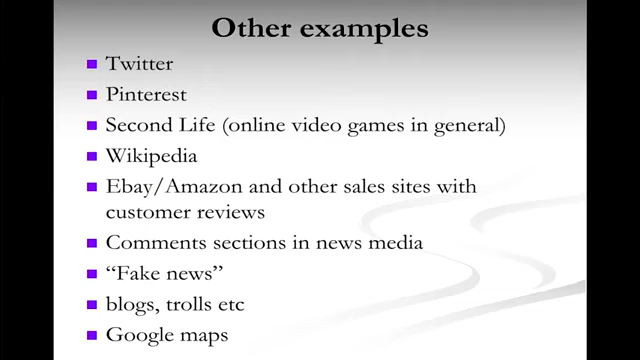 Other examples
Twitter
Pinterest
Second Life (online video games in general)
Wikipedia
Ebay/Amazon and other sales sites with
customer reviews
Comments sections in news media
“Fake news”
blogs, trolls etc
Google maps